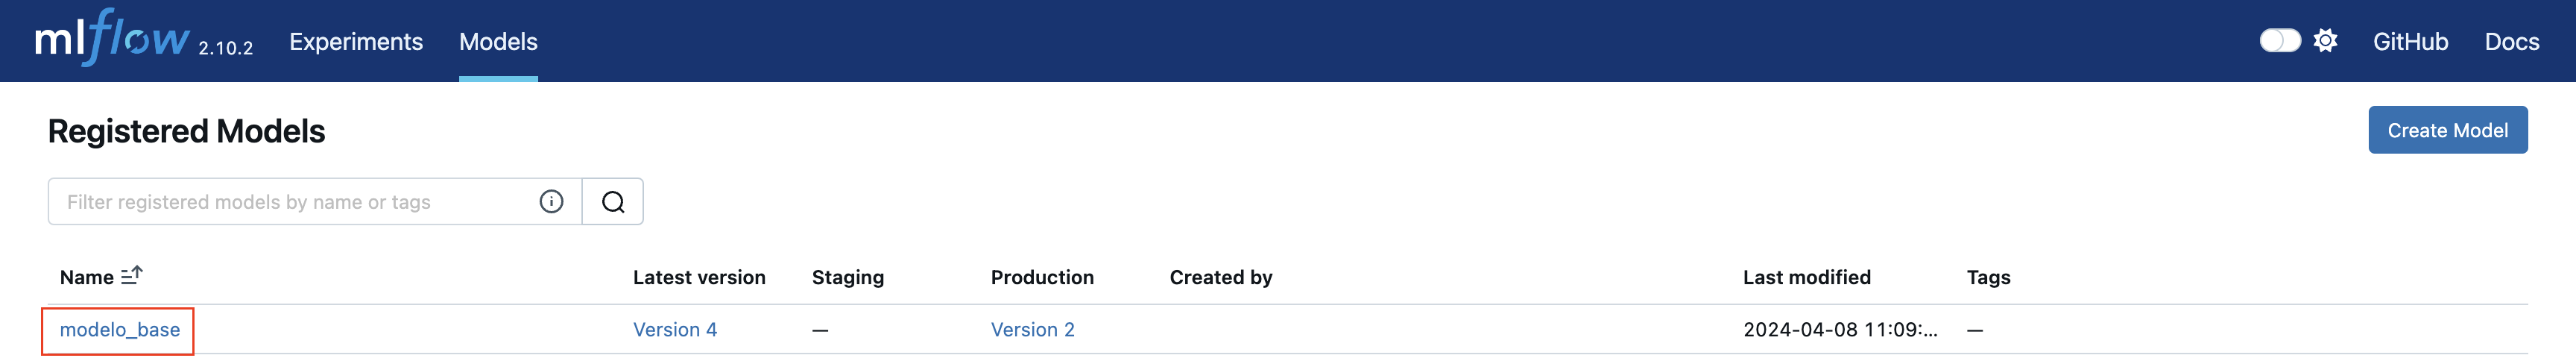 mlflow 2.10.2 Experiments Models GitHub Docs
Registered Models
Create Model
Filter registered models by name or tags
Name Latest version Staging Production Created by Last modified Tags
modelo_base Version 4 — Version 2 2024-04-08 11:09:... —